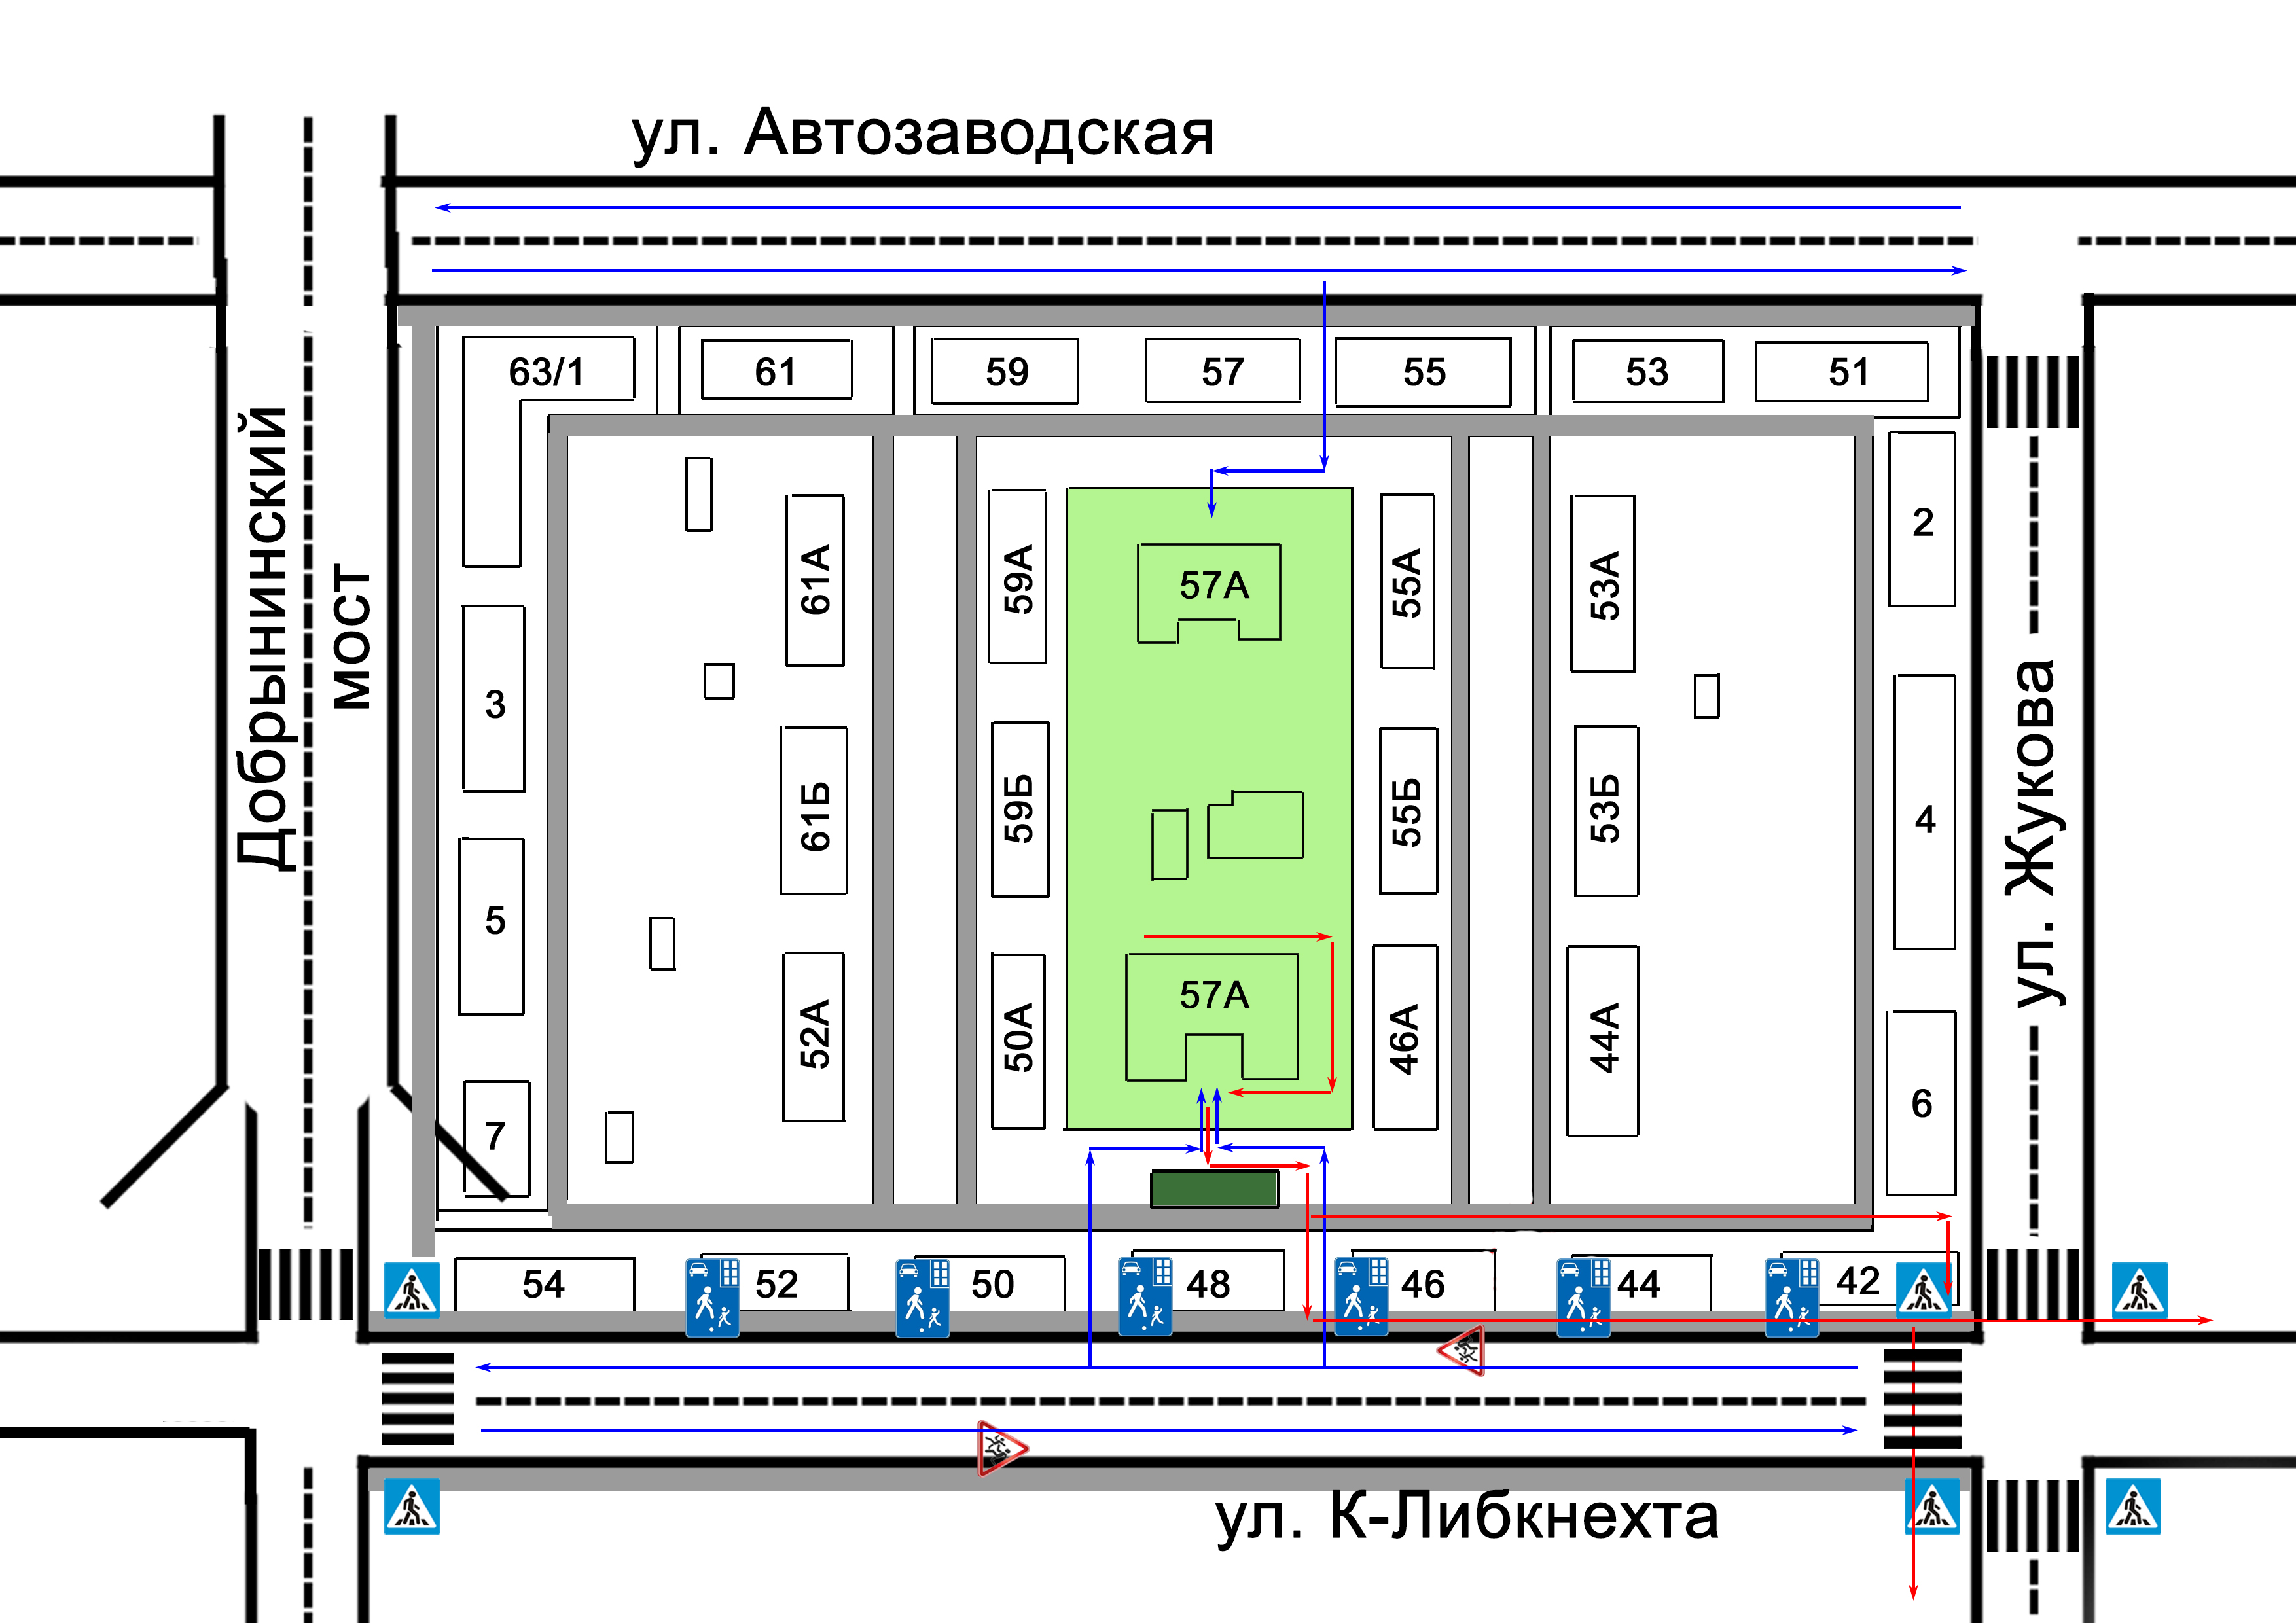 ул. Автозаводская
63/1
61
59
57
55
53
51
Добрынинский
мост
61А
59А
57А
55А
53А
2
3
61Б
59Б
55Б
53Б
4
ул. Жукова
5
52А
50А
57А
46А
44А
6
7
54
52
50
48
46
44
42
ул. К-Либкнехта